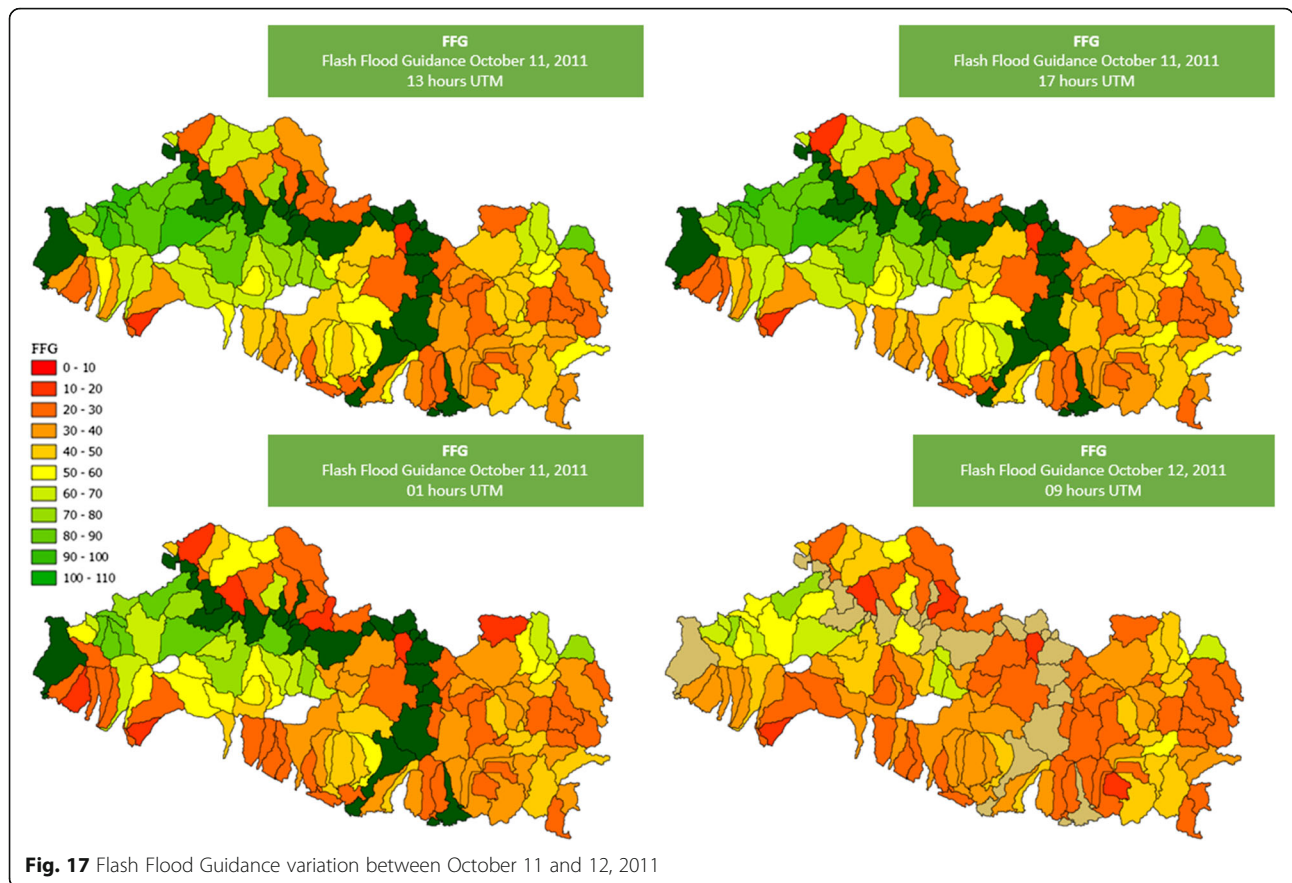 FFG
Flash Flood Guidance October 11, 2011
13 hours UTM
FFG
Flash Flood Guidance October 11, 2011
17 hours UTM
FFG
0 - 10
10 - 20
20 - 30
30 - 40
40 - 50
50 - 60
60 - 70
70 - 80
80 - 90
90 - 100
100 - 110
FFG
Flash Flood Guidance October 11, 2011
01 hours UTM
FFG
Flash Flood Guidance October 12, 2011
09 hours UTM
Fig. 17 Flash Flood Guidance variation between October 11 and 12, 2011